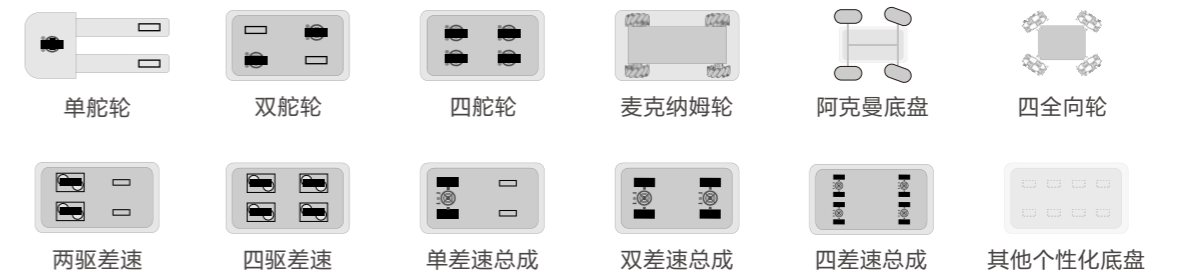 单舵轮
双舵轮
四舵轮
麦克纳姆轮
阿克曼底盘
四全向轮
两驱差速
四驱差速
单差速总成
双差速总成
四差速总成
其他个性化底盘